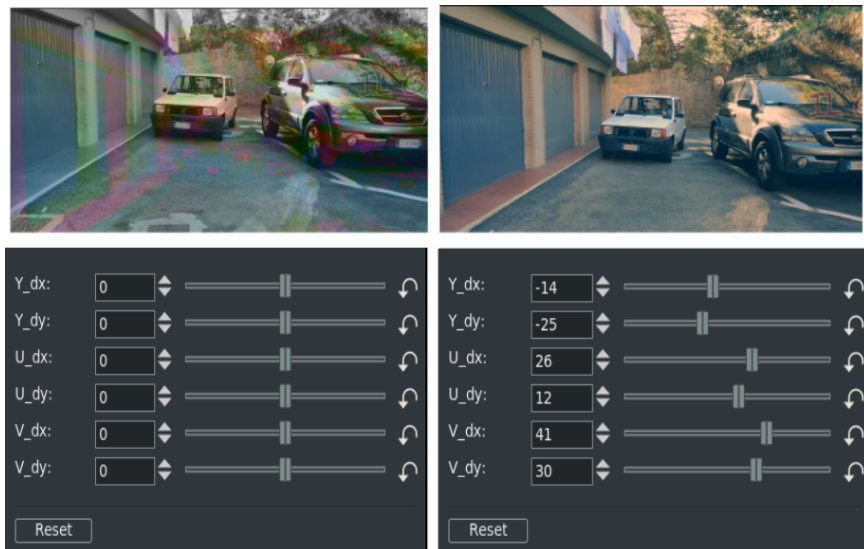 Y_dx: 0
Y_dy: 0
U_dx: 0
U_dy: 0
V_dx: 0
V_dy: 0
Reset
Y_dx: -14
Y_dy: -25
U_dx: 26
U_dy: 12
V_dx: 41
V_dy: 30
Reset